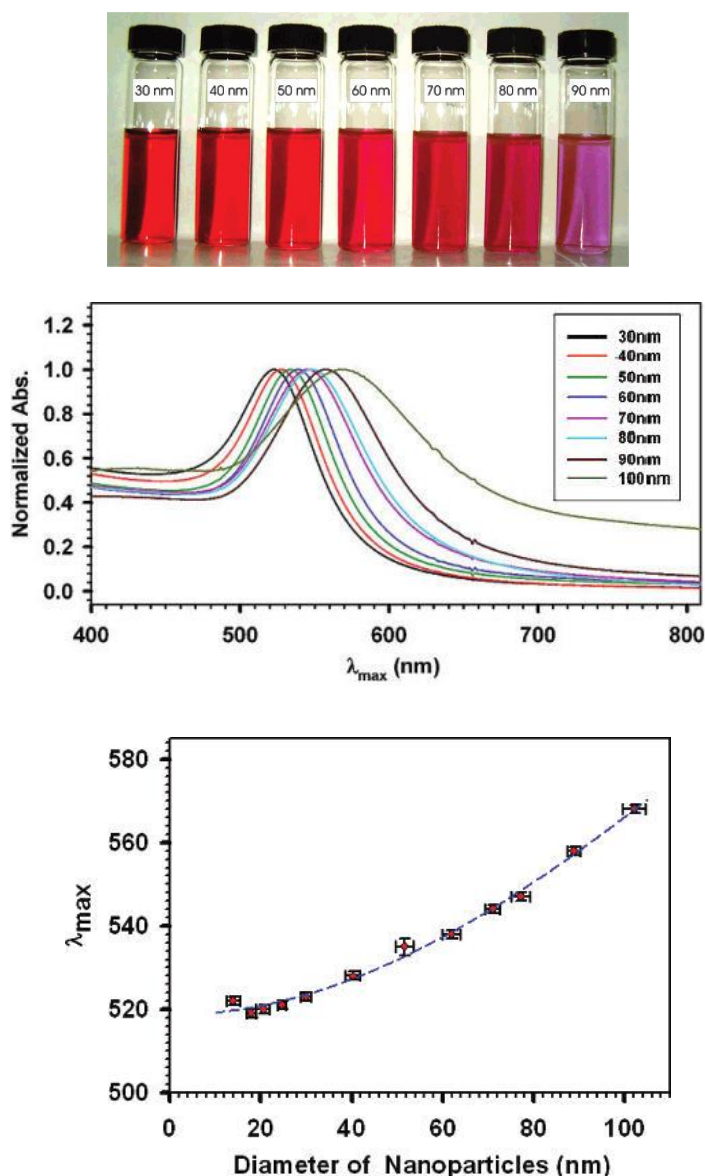 30 nm 40 nm 50 nm 60 nm 70 nm 80 nm 90 nm
Normalized Abs.
1.2
1.0
0.8
0.6
0.4
0.2
0.0
30nm
40nm
50nm
60nm
70nm
80nm
90nm
100nm
400 500 600 700 800
λmax (nm)
λmax
580
560
540
520
500
0 20 40 60 80 100
Diameter of Nanoparticles (nm)